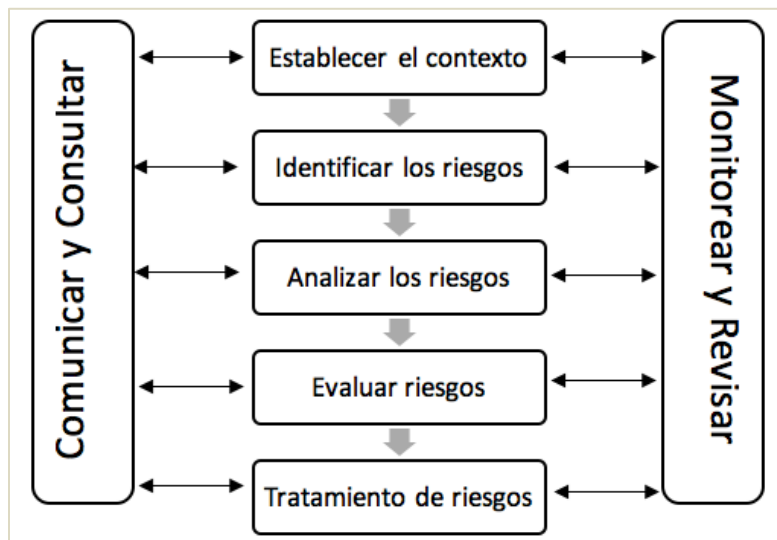 Comunicar y Consultar
Establecer el contexto
Identificar los riesgos
Analizar los riesgos
Evaluar riesgos
Tratamiento de riesgos
Monitorear y Revisar